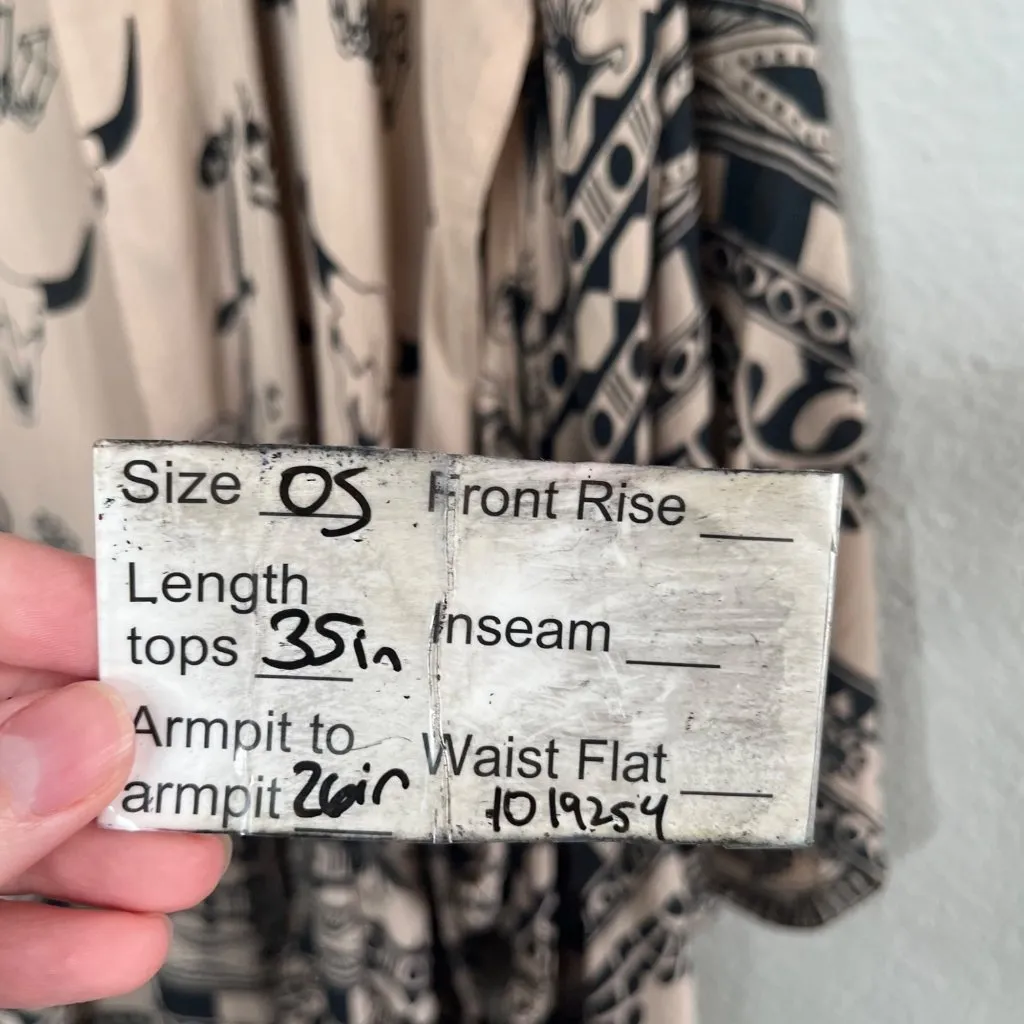 Size OS
Length
tops 35in
Armpit to
armpit 26in
Front Rise
Inseam
Waist Flat
1019254